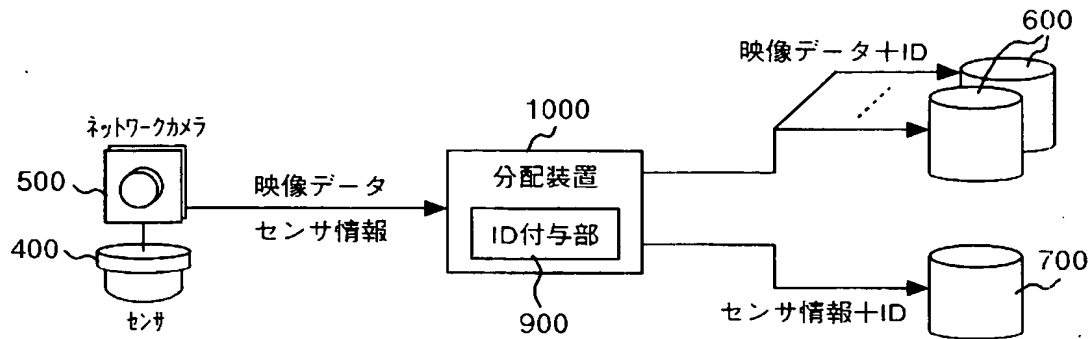 600
映像データ+ID
ネットワークカメラ
500
1000
映像データ
センサ情報
分配装置
ID付与部
400
センサ
900
700
センサ情報+ID